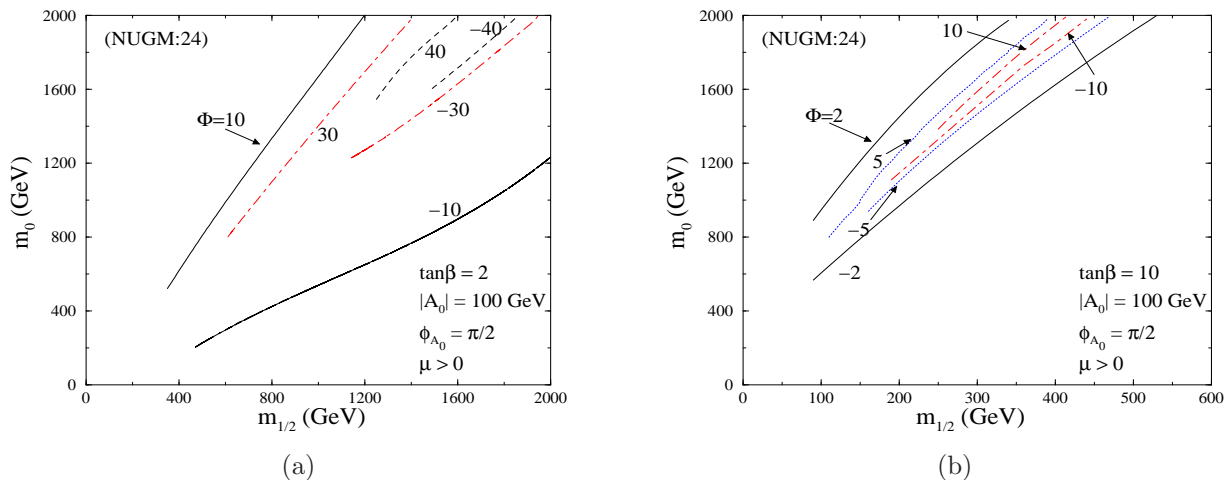 2000
1600
1200
800
400
0
m0 (GeV)
(NUGM:24)
Φ=10
30
40
−40
−30
−10
tanβ = 2
|A0| = 100 GeV
ϕA0 = π/2
μ > 0
0 400 800 1200 1600 2000
m1/2 (GeV)
(a)
2000
1600
1200
800
400
0
m0 (GeV)
(NUGM:24)
10
−10
Φ=2
5
−5
−2
tanβ = 10
|A0| = 100 GeV
ϕA0 = π/2
μ > 0
0 100 200 300 400 500 600
m1/2 (GeV)
(b)